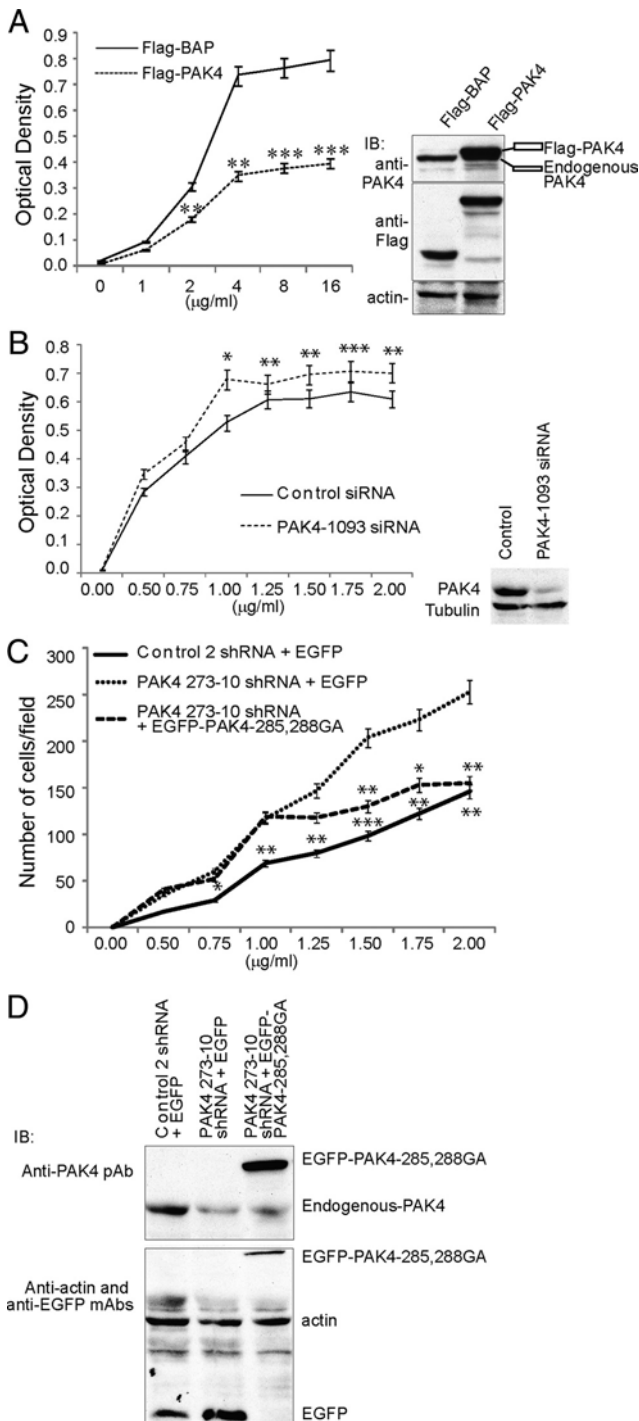 A
Flag-BAP
Flag-PAK4
Optical Density
0.8
0.7
0.6
0.5
0.4
0.3
0.2
0.1
0.0
**
**
***
***
0 1 2 4 8 16
(μg/ml)
Flag-BAP
Flag-PAK4
IB:
anti-
PAK4
Flag-PAK4
Endogenous
PAK4
anti-
Flag
actin-
B
Optical Density
0.8
0.7
0.6
0.5
0.4
0.3
0.2
0.1
0.0
* ** ** *** **
Control siRNA
PAK4-1093 siRNA
0.00 0.50 0.75 1.00 1.25 1.50 1.75 2.00
(μg/ml)
Control
PAK4-1093 siRNA
PAK4
Tubulin
C
Control 2 shRNA + EGFP
PAK4 273-10 shRNA + EGFP
PAK4 273-10 shRNA
+ EGFP-PAK4-285,288GA
Number of cells/field
300
250
200
150
100
50
0
** * **
* ** ** *** ** **
0.00 0.50 0.75 1.00 1.25 1.50 1.75 2.00
(μg/ml)
D
Control 2 shRNA
+ EGFP
PAK4 273-10
shRNA + EGFP
PAK4 273-10
shRNA + EGFP-
PAK4-285,288GA
IB:
Anti-PAK4 pAb
EGFP-PAK4-285,288GA
Endogenous-PAK4
Anti-actin and
anti-EGFP mAbs
EGFP-PAK4-285,288GA
actin
EGFP